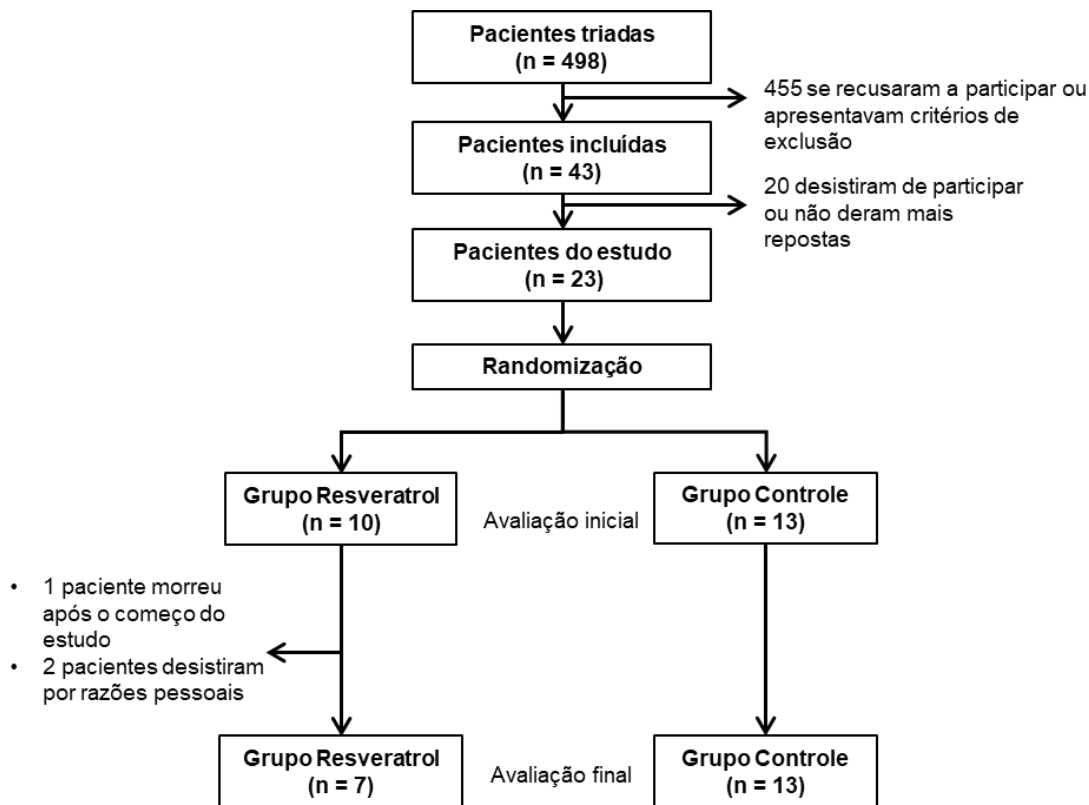 Pacientes triadas
(n = 498)
455 se recusaram a participar ou
apresentavam critérios de
exclusão
Pacientes incluídas
(n = 43)
20 desistiram de participar
ou não deram mais
repostas
Pacientes do estudo
(n = 23)
Randomização
Grupo Resveratrol
(n = 10)
Avaliação inicial
Grupo Controle
(n = 13)
• 1 paciente morreu
após o começo do
estudo
• 2 pacientes desistiram
por razões pessoais
Grupo Resveratrol
(n = 7)
Avaliação final
Grupo Controle
(n = 13)